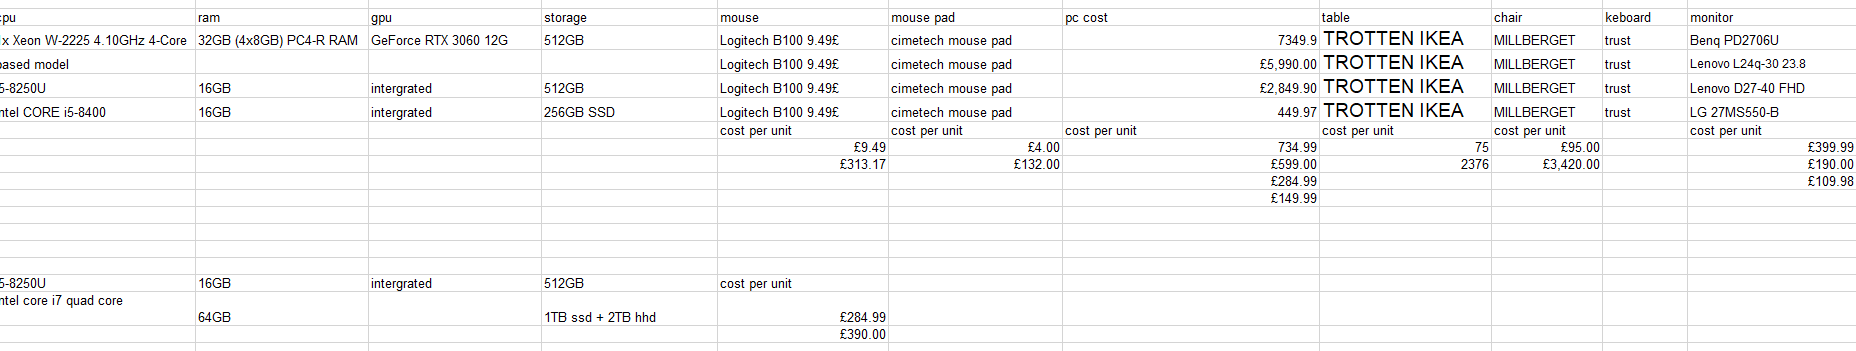 cpu ram gpu storage mouse mouse pad pc cost table chair keboard monitor
1x Xeon W-2225 4.10GHz 4-Core 32GB (4x8GB) PC4-R RAM GeForce RTX 3060 12G 512GB Logitech B100 9.49£ cimetech mouse pad 7349.9 TROTTEN IKEA MILLBERGET trust Benq PD2706U
based model Logitech B100 9.49£ cimetech mouse pad £5,990.00 TROTTEN IKEA MILLBERGET trust Lenovo L24q-30 23.8
5-8250U 16GB intergrated 512GB Logitech B100 9.49£ cimetech mouse pad £2,849.90 TROTTEN IKEA MILLBERGET trust Lenovo D27-40 FHD
ntel CORE i5-8400 16GB intergrated 256GB SSD Logitech B100 9.49£ cimetech mouse pad 449.97 TROTTEN IKEA MILLBERGET trust LG 27MS550-B
cost per unit cost per unit cost per unit cost per unit cost per unit cost per unit
£9.49 £4.00 734.99 75 £95.00 £399.99
£313.17 £132.00 £599.00 2376 £3,420.00 £190.00
£284.99 £109.98
£149.99
5-8250U 16GB intergrated 512GB cost per unit
ntel core i7 quad core
64GB 1TB ssd + 2TB hhd £284.99
£390.00